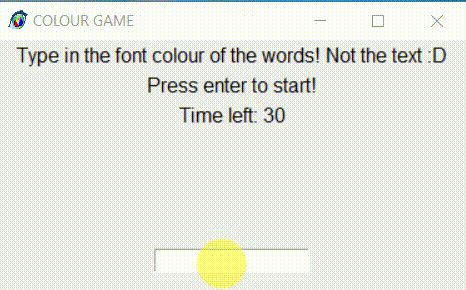 COLOUR GAME
Type in the font colour of the words! Not the text :D
Press enter to start!
Time left: 30